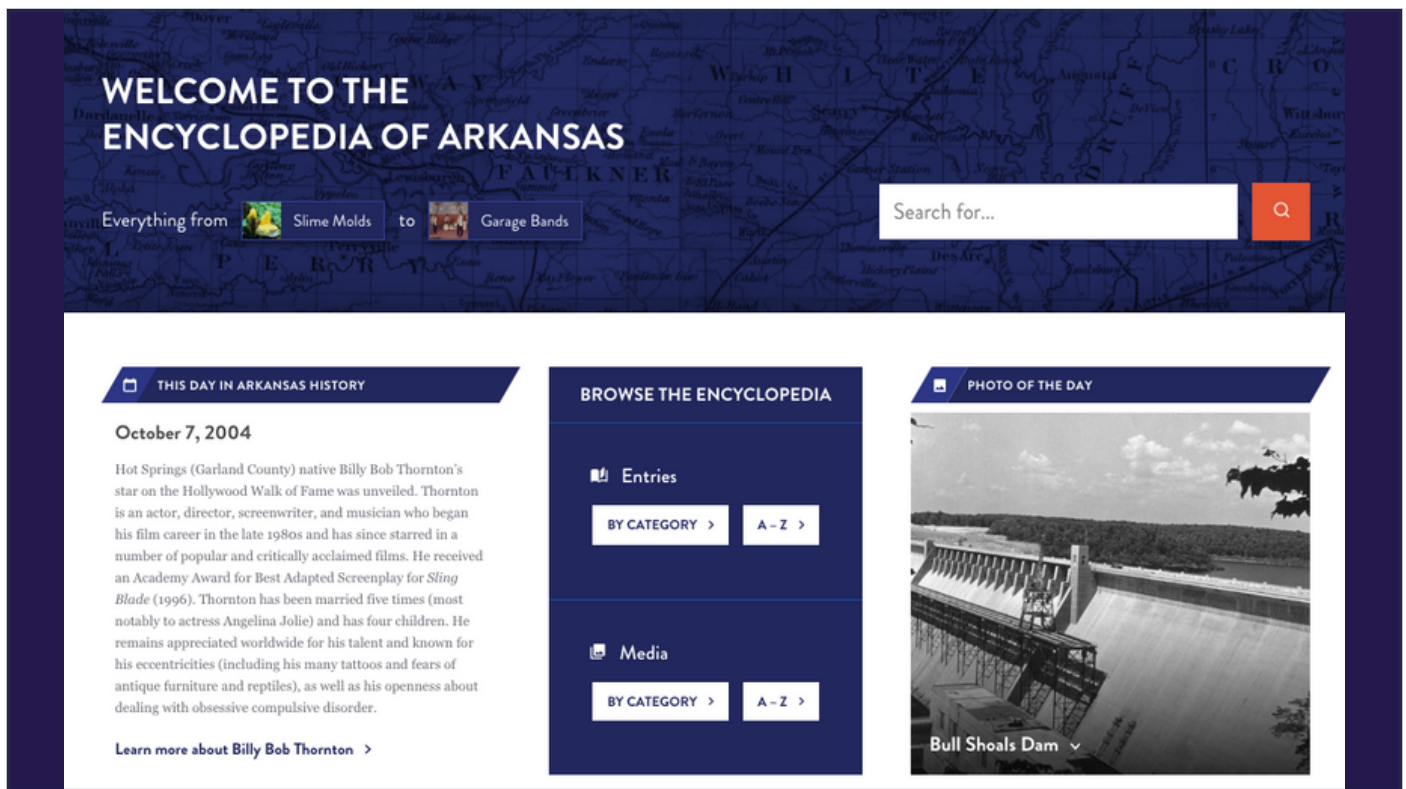 WELCOME TO THE
ENCYCLOPEDIA OF ARKANSAS
Everything from
Slime Molds
to
Garage Bands
Search for...
THIS DAY IN ARKANSAS HISTORY
October 7, 2004
Hot Springs (Garland County) native Billy Bob Thornton's
star on the Hollywood Walk of Fame was unveiled. Thornton
is an actor, director, screenwriter, and musician who began
his film career in the late 1980s and has since starred in a
number of popular and critically acclaimed films. He received
an Academy Award for Best Adapted Screenplay for Sling
Blade (1996). Thornton has been married five times (most
notably to actress Angelina Jolie) and has four children. He
remains appreciated worldwide for his talent and known for
his eccentricities (including his many tattoos and fears of
antique furniture and reptiles), as well as his openness about
dealing with obsessive compulsive disorder.
Learn more about Billy Bob Thornton >
BROWSE THE ENCYCLOPEDIA
Entries
BY CATEGORY >
A – Z >
Media
BY CATEGORY >
A – Z >
PHOTO OF THE DAY
Bull Shoals Dam